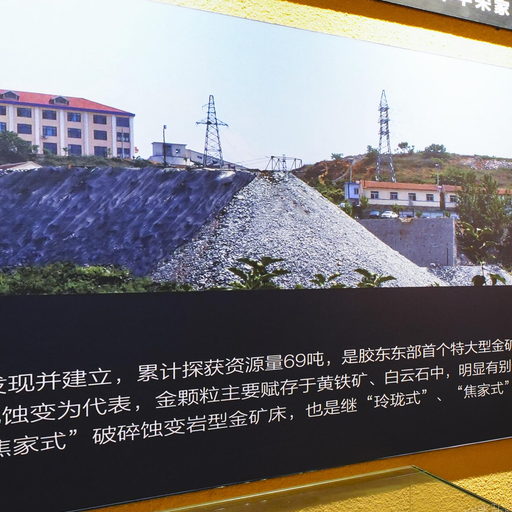 发现并建立，累计探获资源量69吨，是胶东东部首个特大型金矿
蚀变为代表，金颗粒主要赋存于黄铁矿、白云石中，明显有别
焦家式”破碎蚀变岩型金矿床，也是继“玲珑式”、“焦家式”